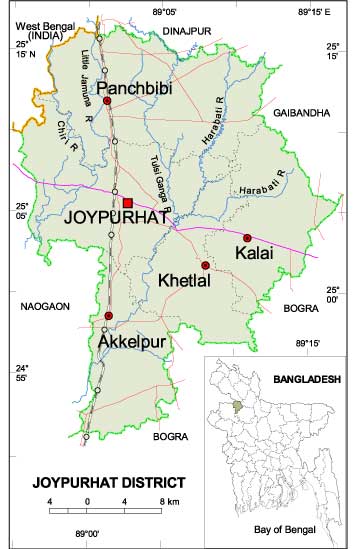 89°05
89°15' E
West Bengal
(INDIA)
DINAJPUR
25°
15' N
25°
15'
Little
Jamuna R
Panchbibi
Chiri R
Harabati R
GAIBANDHA
Tulsi Ganga R
Harabati R
25°
05'
JOYPURHAT
Kalai
Khetlal
NAOGAON
BOGRA
25°
00'
Akkelpur
89°15'
24°
55'
BANGLADESH
BOGRA
JOYPURHAT DISTRICT
4 0 4 8 km
Bay of Bengal
89°00'